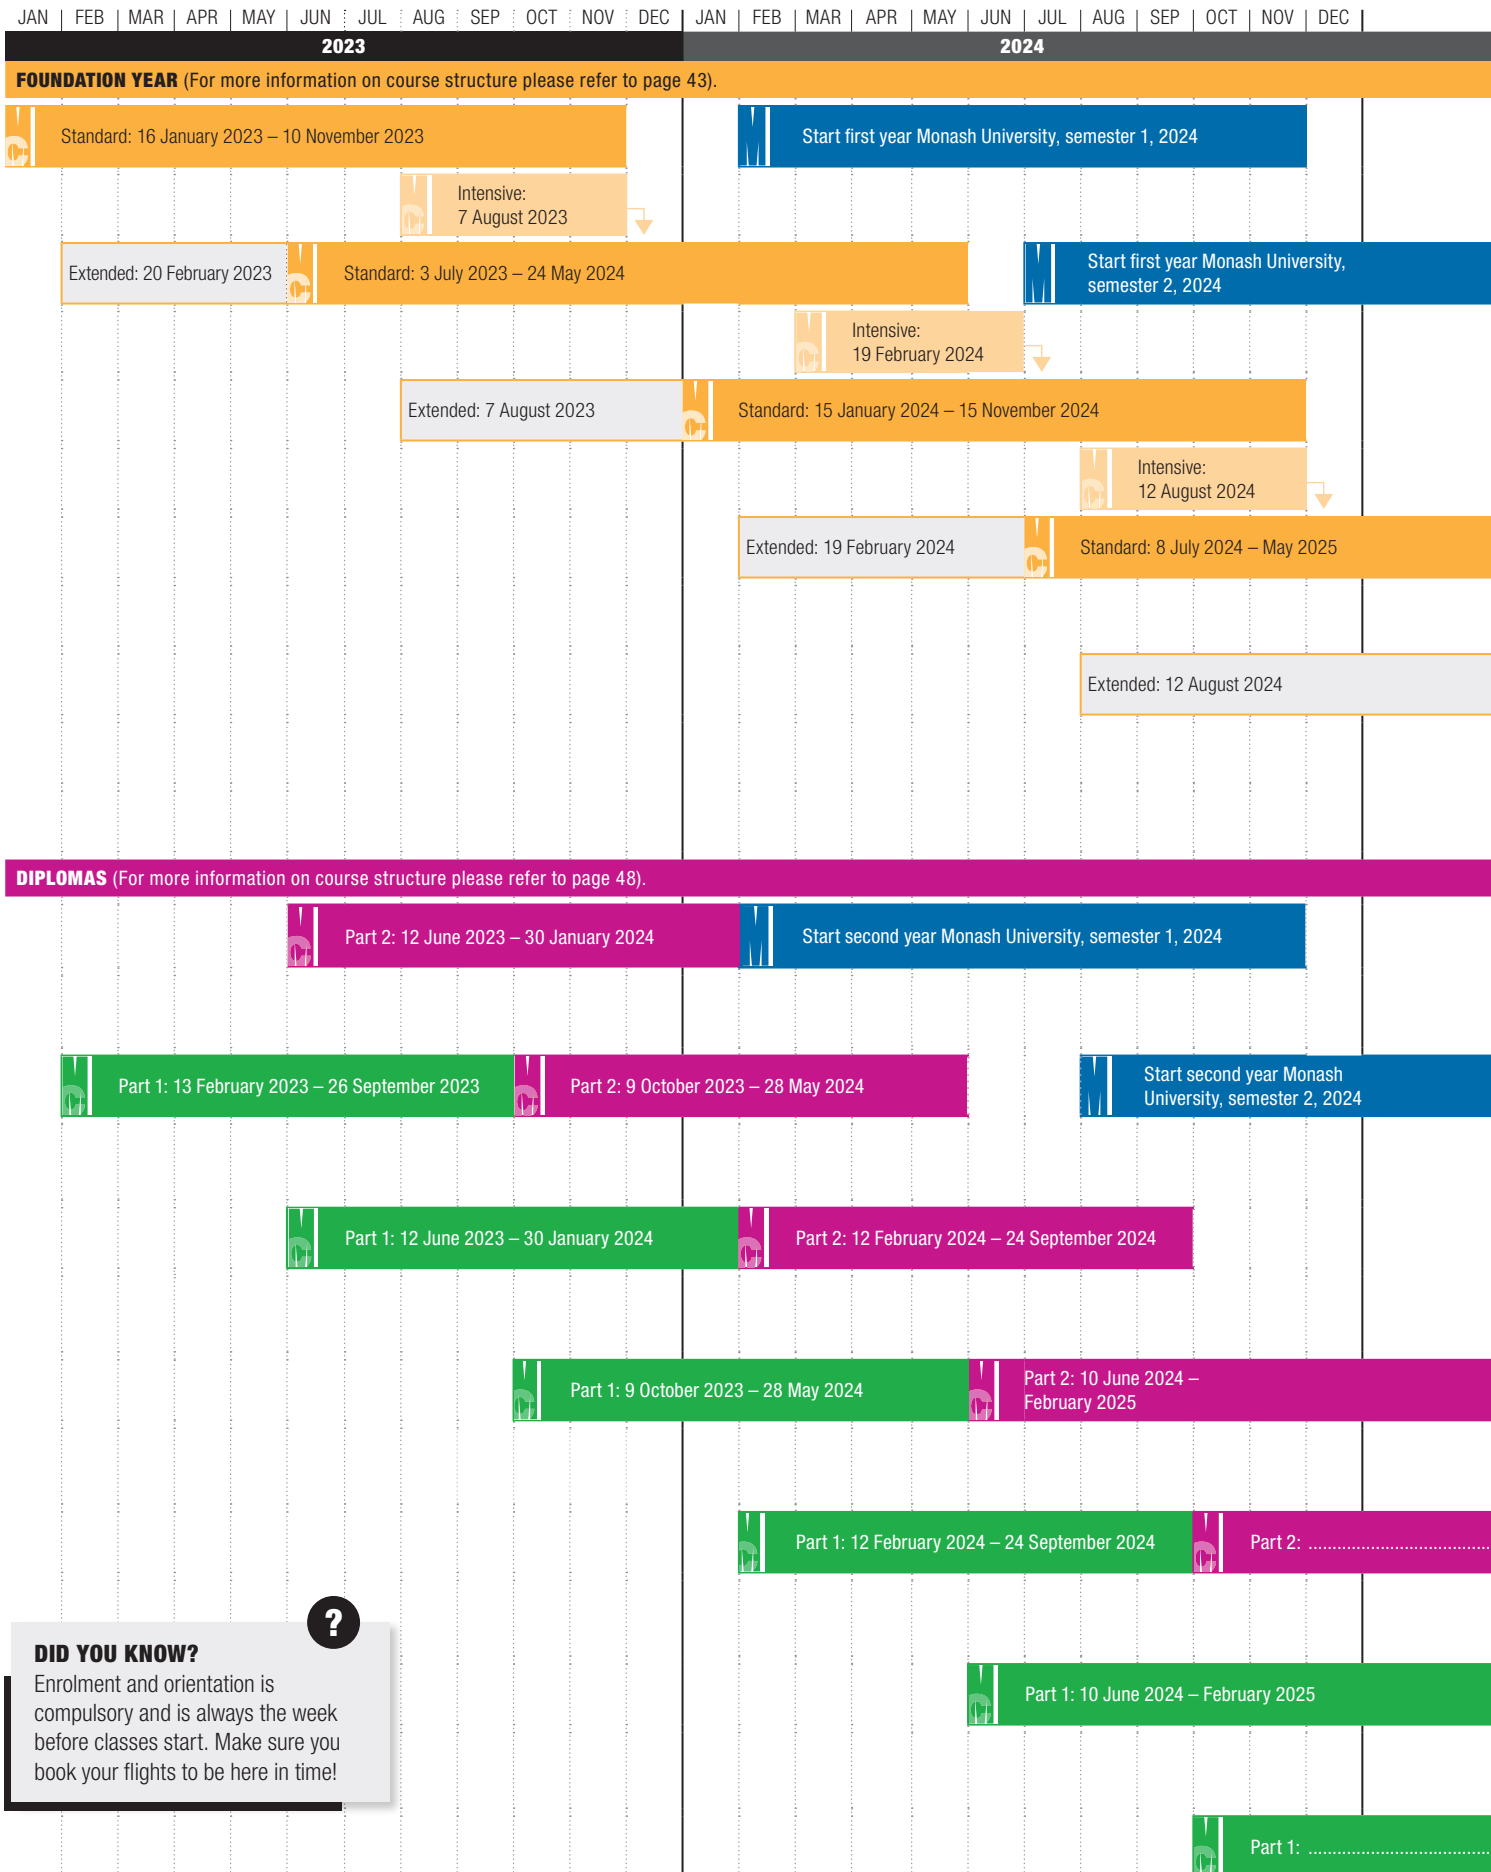 JAN FEB MAR APR MAY JUN JUL AUG SEP OCT NOV DEC JAN FEB MAR APR MAY JUN JUL AUG SEP OCT NOV DEC
2023 2024
FOUNDATION YEAR (For more information on course structure please refer to page 43).
Standard: 16 January 2023 – 10 November 2023
Start first year Monash University, semester 1, 2024
Intensive:
7 August 2023
Extended: 20 February 2023
Standard: 3 July 2023 – 24 May 2024
Start first year Monash University,
semester 2, 2024
Intensive:
19 February 2024
Extended: 7 August 2023
Standard: 15 January 2024 – 15 November 2024
Intensive:
12 August 2024
Extended: 19 February 2024
Standard: 8 July 2024 – May 2025
Extended: 12 August 2024
DIPLOMAS (For more information on course structure please refer to page 48).
Part 2: 12 June 2023 – 30 January 2024
Start second year Monash University, semester 1, 2024
Part 1: 13 February 2023 – 26 September 2023
Part 2: 9 October 2023 – 28 May 2024
Start second year Monash
University, semester 2, 2024
Part 1: 12 June 2023 – 30 January 2024
Part 2: 12 February 2024 – 24 September 2024
Part 1: 9 October 2023 – 28 May 2024
Part 2: 10 June 2024 –
February 2025
Part 1: 12 February 2024 – 24 September 2024
Part 2: ......................................
?
DID YOU KNOW?
Enrolment and orientation is
compulsory and is always the week
before classes start. Make sure you
book your flights to be here in time!
Part 1: 10 June 2024 – February 2025
Part 1: ......................................